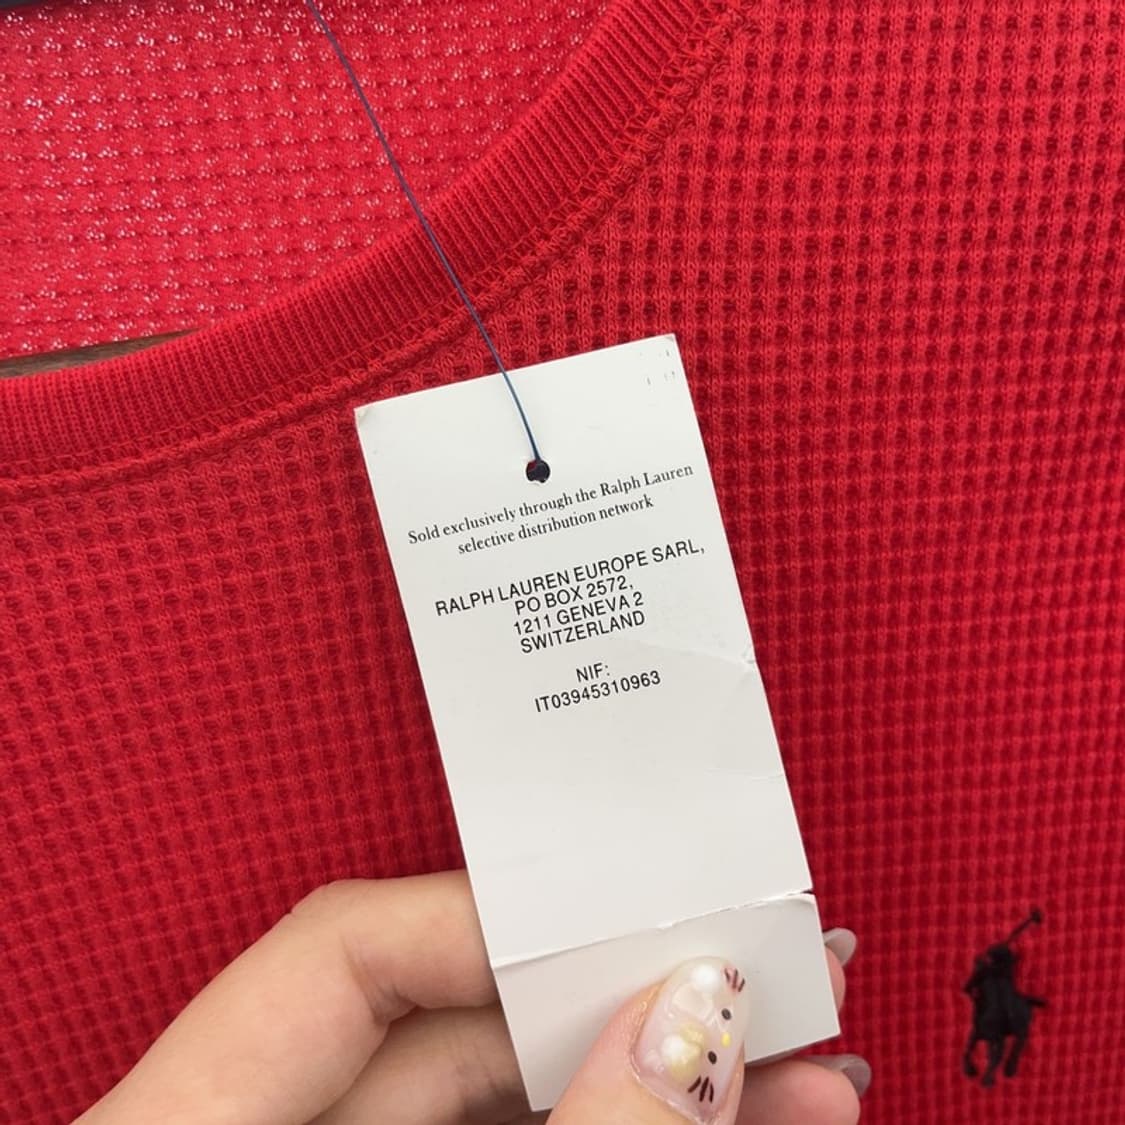 Sold exclusively through the Ralph Lauren
selective distribution network
RALPH LAUREN EUROPE SARL,
PO BOX 2572,
1211 GENEVA 2
SWITZERLAND
NIF:
IT03945310963